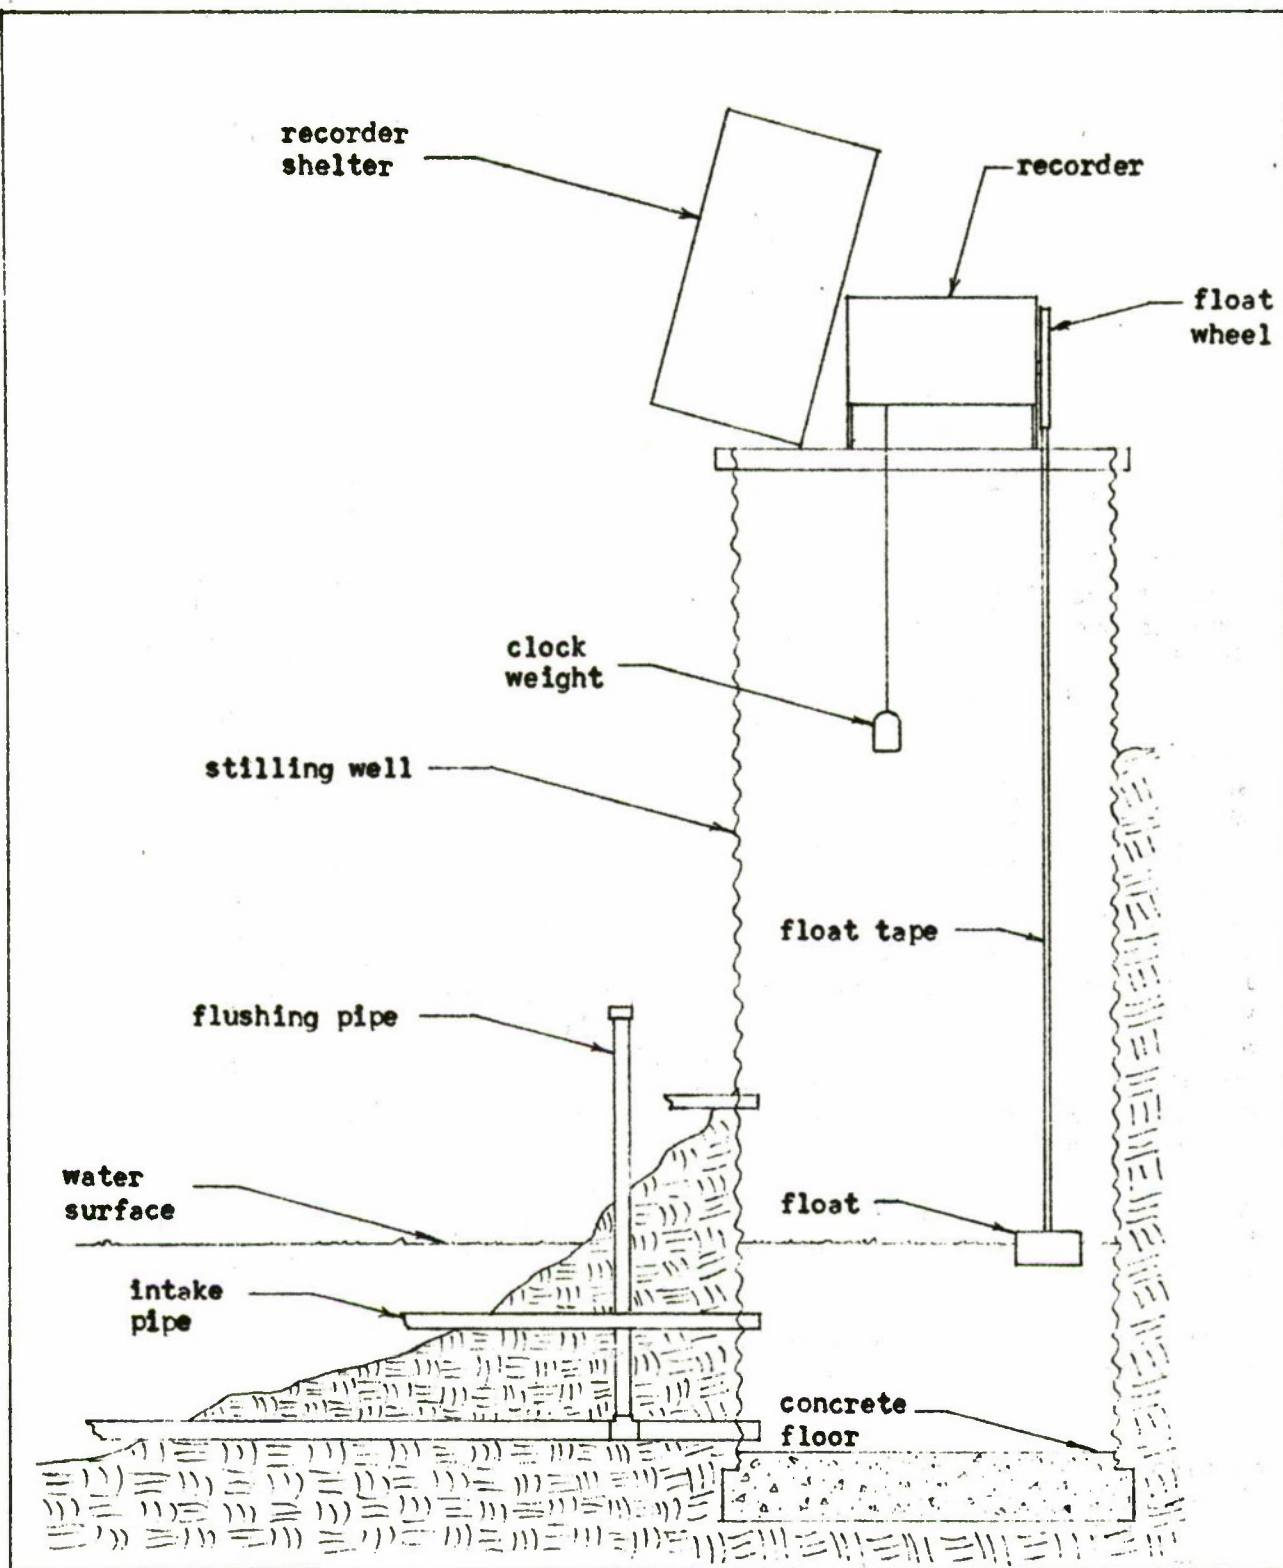 recorder
shelter
recorder
float
wheel
clock
weight
stilling well
float tape
flushing pipe
water
surface
float
intake
pipe
concrete
floor